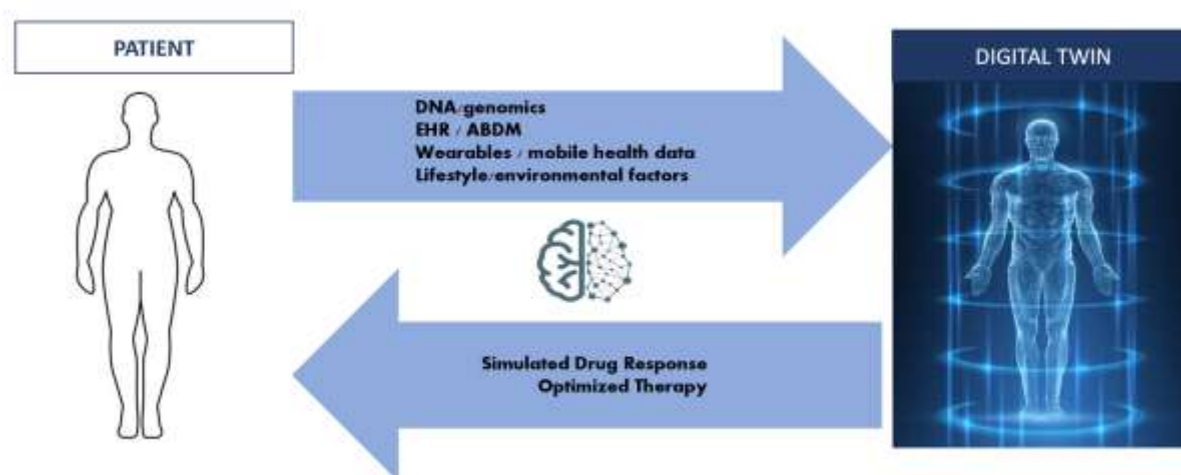 PATIENT
DIGITAL TWIN
DNA/genomics
EHR / ABDM
Wearables / mobile health data
Lifestyle/environmental factors
Simulated Drug Response
Optimized Therapy